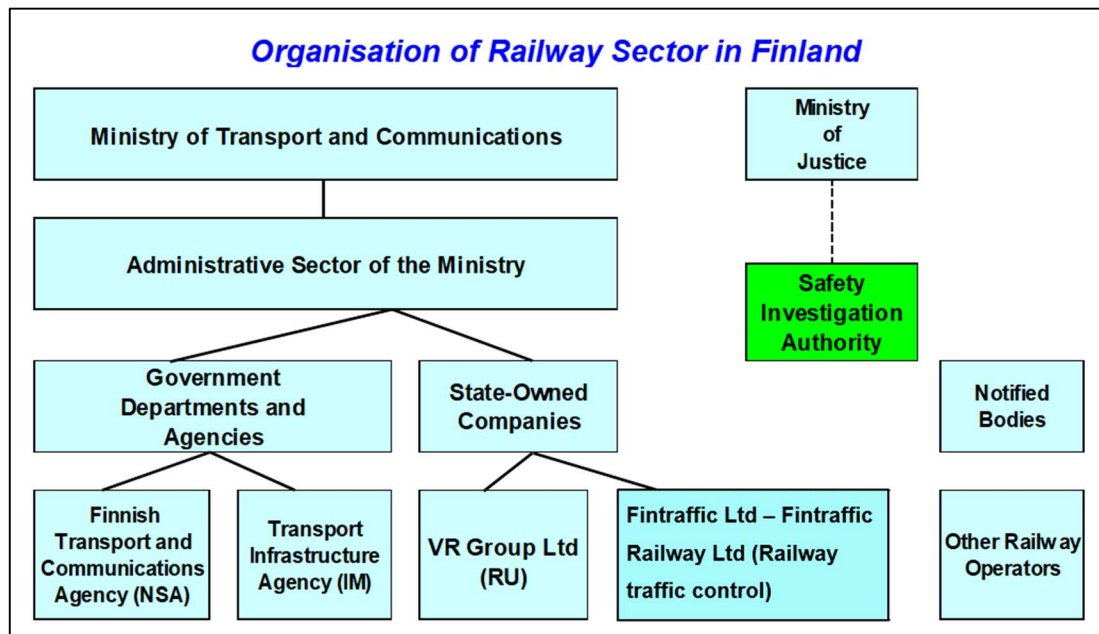 Organisation of Railway Sector in Finland
Ministry of Transport and Communications
Ministry
of
Justice
Administrative Sector of the Ministry
Safety
Investigation
Authority
Government
Departments and
Agencies
State-Owned
Companies
Notified
Bodies
Finnish
Transport and
Communications
Agency (NSA)
Transport
Infrastructure
Agency (IM)
VR Group Ltd
(RU)
Fintraffic Ltd – Fintraffic
Railway Ltd (Railway
traffic control)
Other Railway
Operators